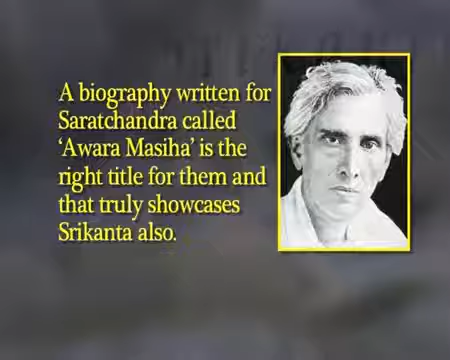 A biography written for
Saratchandra called
‘Awara Masiha’ is the
right title for them and
that truly showcases
Srikanta also.